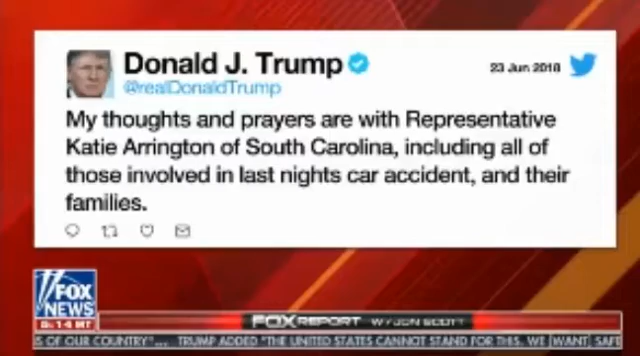 Donald J. Trump
23 Jun 2018
@realDonaldTrump
My thoughts and prayers are with Representative
Katie Arrington of South Carolina, including all of
those involved in last nights car accident, and their
families.
FOX
NEWS
FOX REPORT W/JON SCOTT
S OF OUR COUNTRY"... TRUMP ADDED "THE UNITED STATES CANNOT STAND FOR THIS. WE WANT SAFE